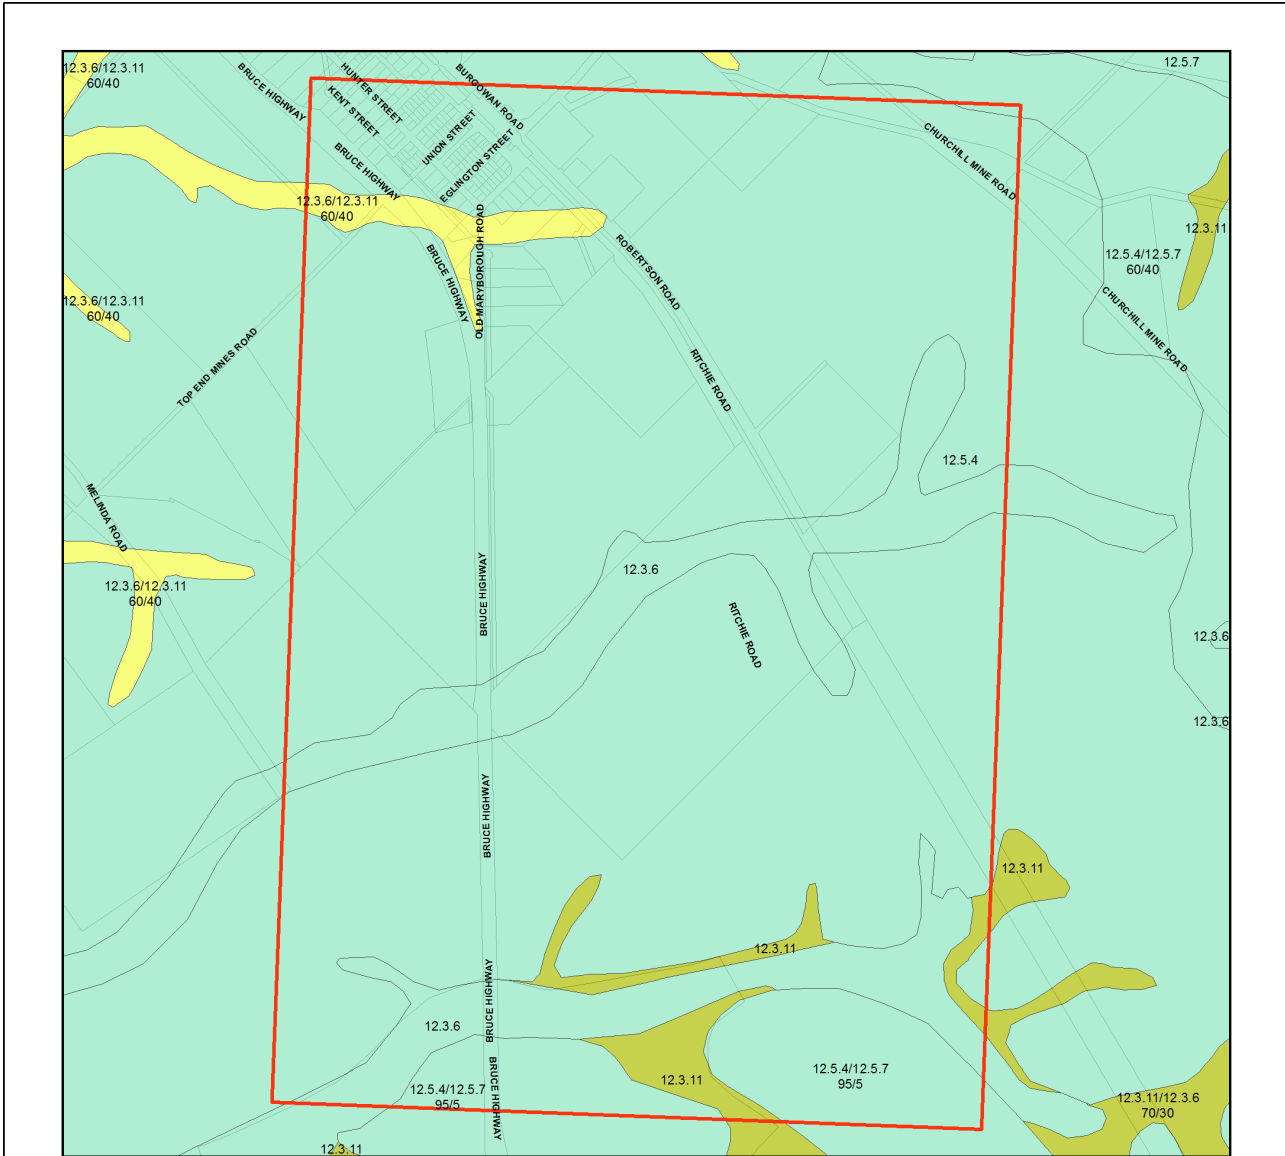 12.3.6/12.3.11
60/40
BRUCE HIGHWAY
HUNTER STREET
KENT STREET
BURGOWAN ROAD
UNION STREET
EGLINGTON STREET
12.5.7
CHURCHILL MINE ROAD
BRUCE HIGHWAY
12.3.6/12.3.11
60/40
OLD MARYBOROUGH ROAD
BRUCE HIGHWAY
ROBERTSON ROAD
12.3.11
12.5.4/12.5.7
60/40
CHURCHILL MINE ROAD
12.3.6/12.3.11
60/40
TOP END MINES ROAD
RITCHIE ROAD
12.5.4
MELINDA ROAD
12.3.6/12.3.11
60/40
BRUCE HIGHWAY
12.3.6
RITCHIE ROAD
12.3.6
12.3.6
BRUCE HIGHWAY
12.3.11
12.3.11
BRUCE HIGHWAY
12.3.6
BRUCE HIGHWAY
12.5.4/12.5.7
95/5
12.3.11
12.5.4/12.5.7
95/5
12.3.11/12.3.6
70/30
12.3.11